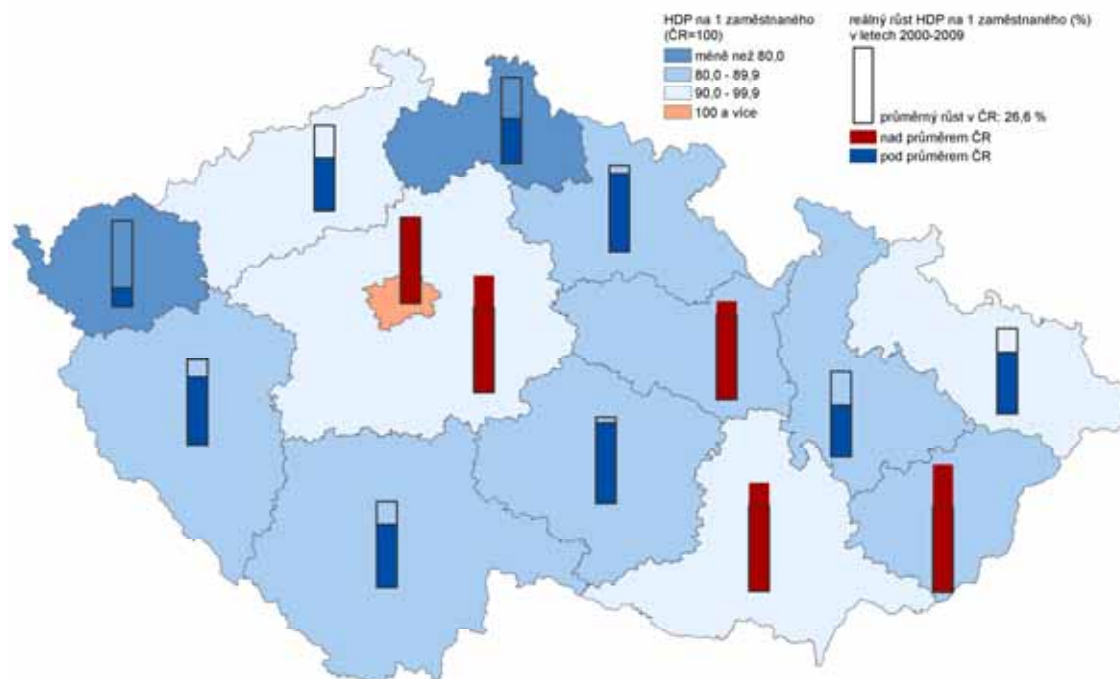 HDP na 1 zaměstnaného
(ČR=100)
méně než 80,0
80,0 - 89,9
90,0 - 99,9
100 a více
reálný růst HDP na 1 zaměstnaného (%)
v letech 2000-2009
průměrný růst v ČR: 26,6 %
nad průměrem ČR
pod průměrem ČR